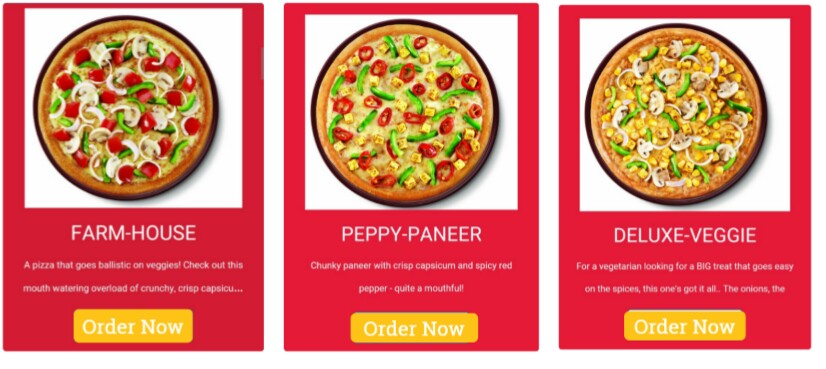 FARM-HOUSE
A pizza that goes ballistic on veggies! Check out this
mouth watering overload of crunchy, crisp capsicu...
Order Now
PEPPY-PANEER
Chunky paneer with crisp capsicum and spicy red
pepper - quite a mouthful!
Order Now
DELUXE-VEGGIE
For a vegetarian looking for a BIG treat that goes easy
on the spices, this one's got it all.. The onions, the
Order Now